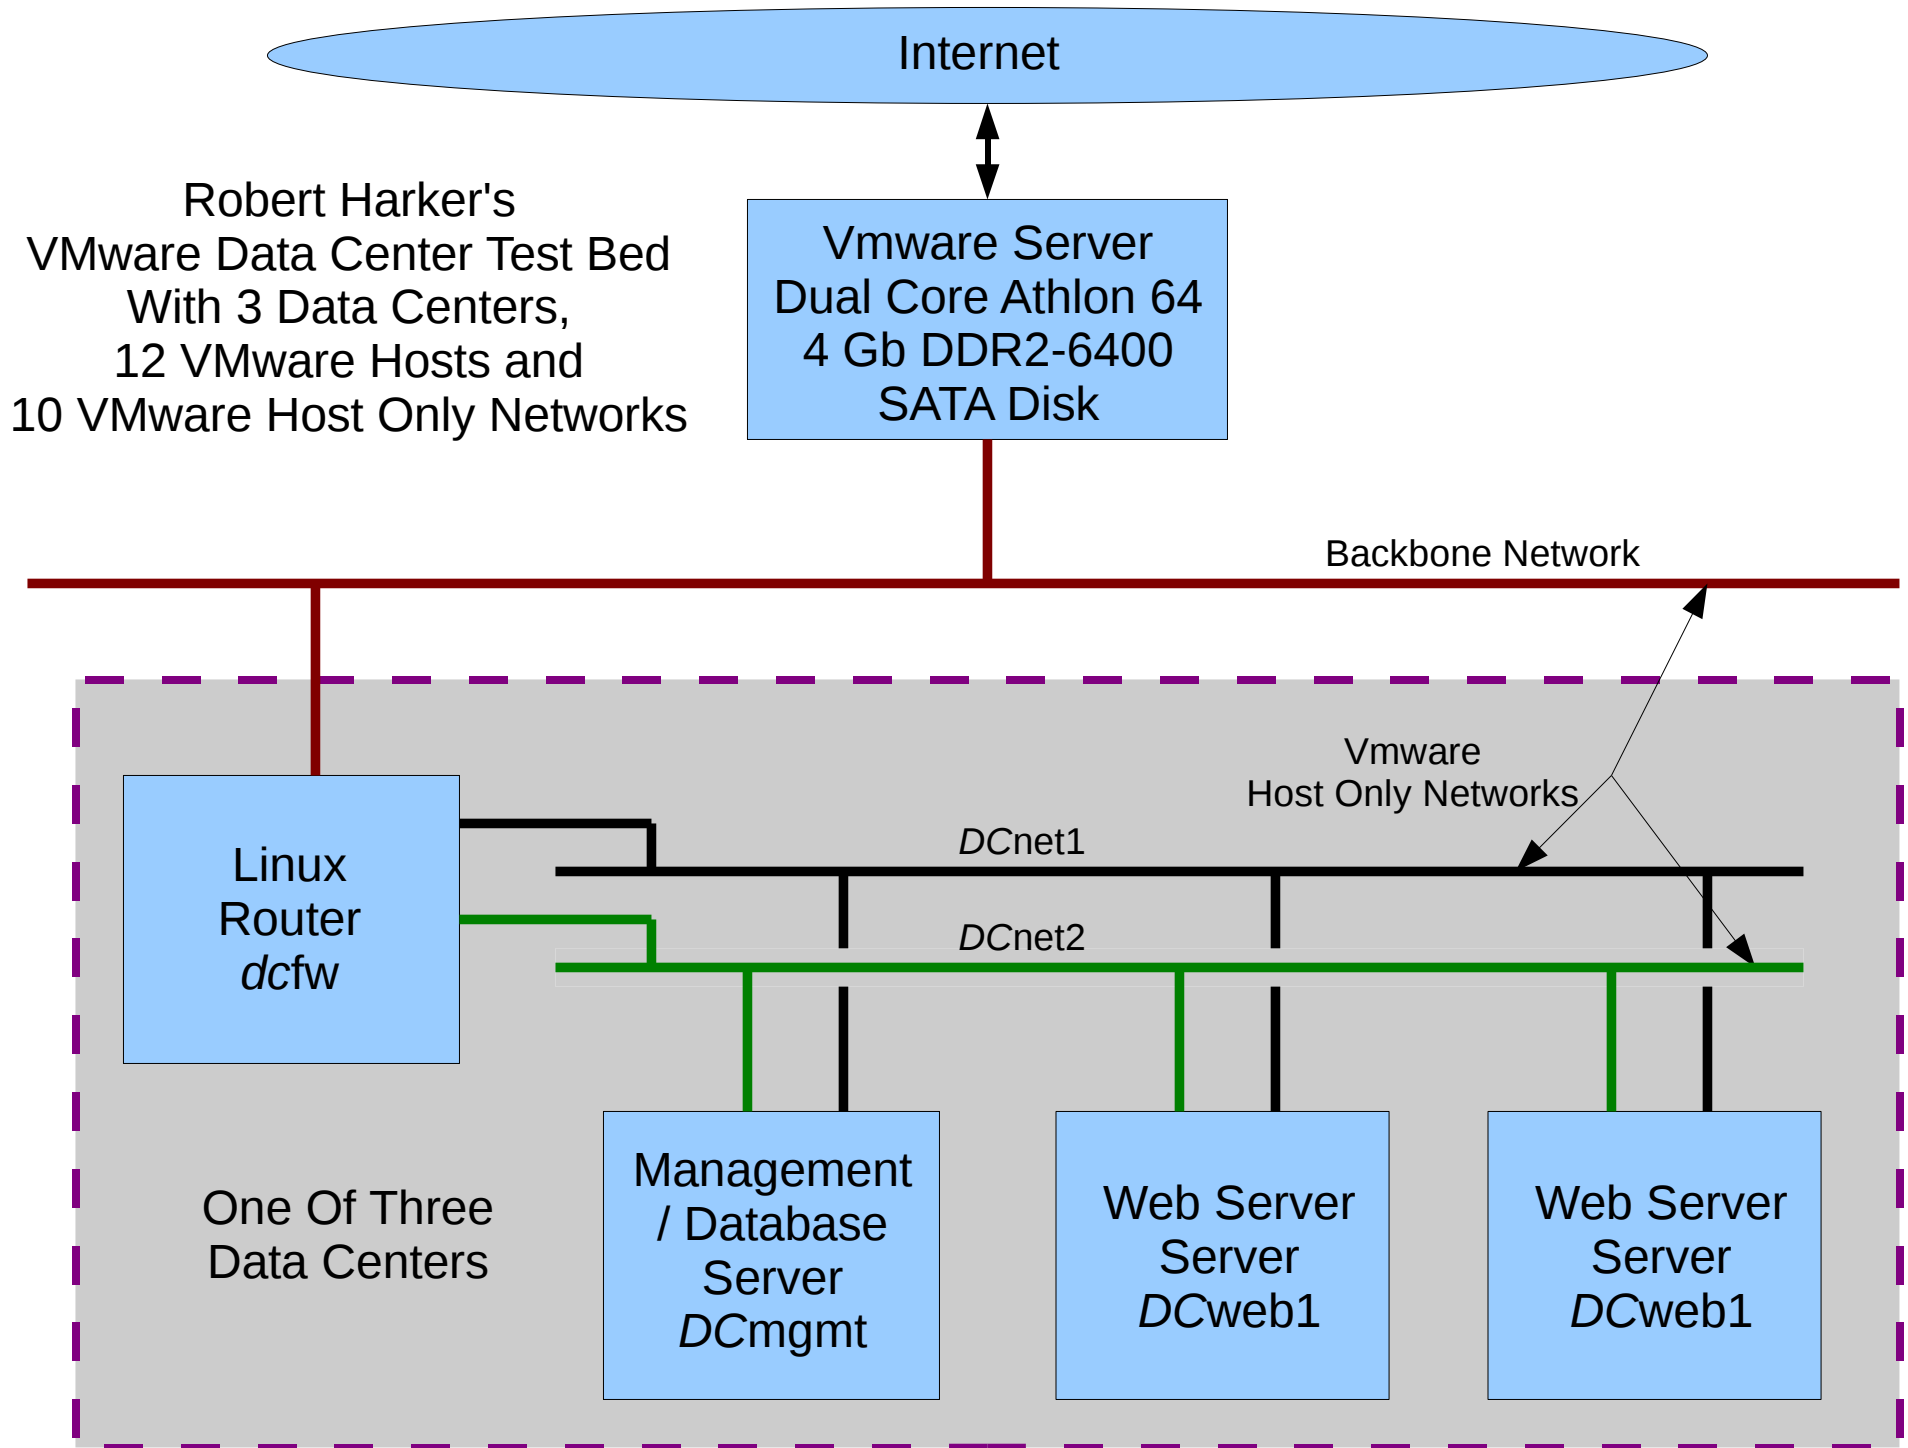 Internet
Robert Harker's
VMware Data Center Test Bed
With 3 Data Centers,
12 VMware Hosts and
10 VMware Host Only Networks
Vmware Server
Dual Core Athlon 64
4 Gb DDR2-6400
SATA Disk
Backbone Network
Vmware
Host Only Networks
DCnet1
DCnet2
Linux
Router
dcfw
One Of Three
Data Centers
Management
/ Database
Server
DCmgmt
Web Server
Server
DCweb1
Web Server
Server
DCweb1